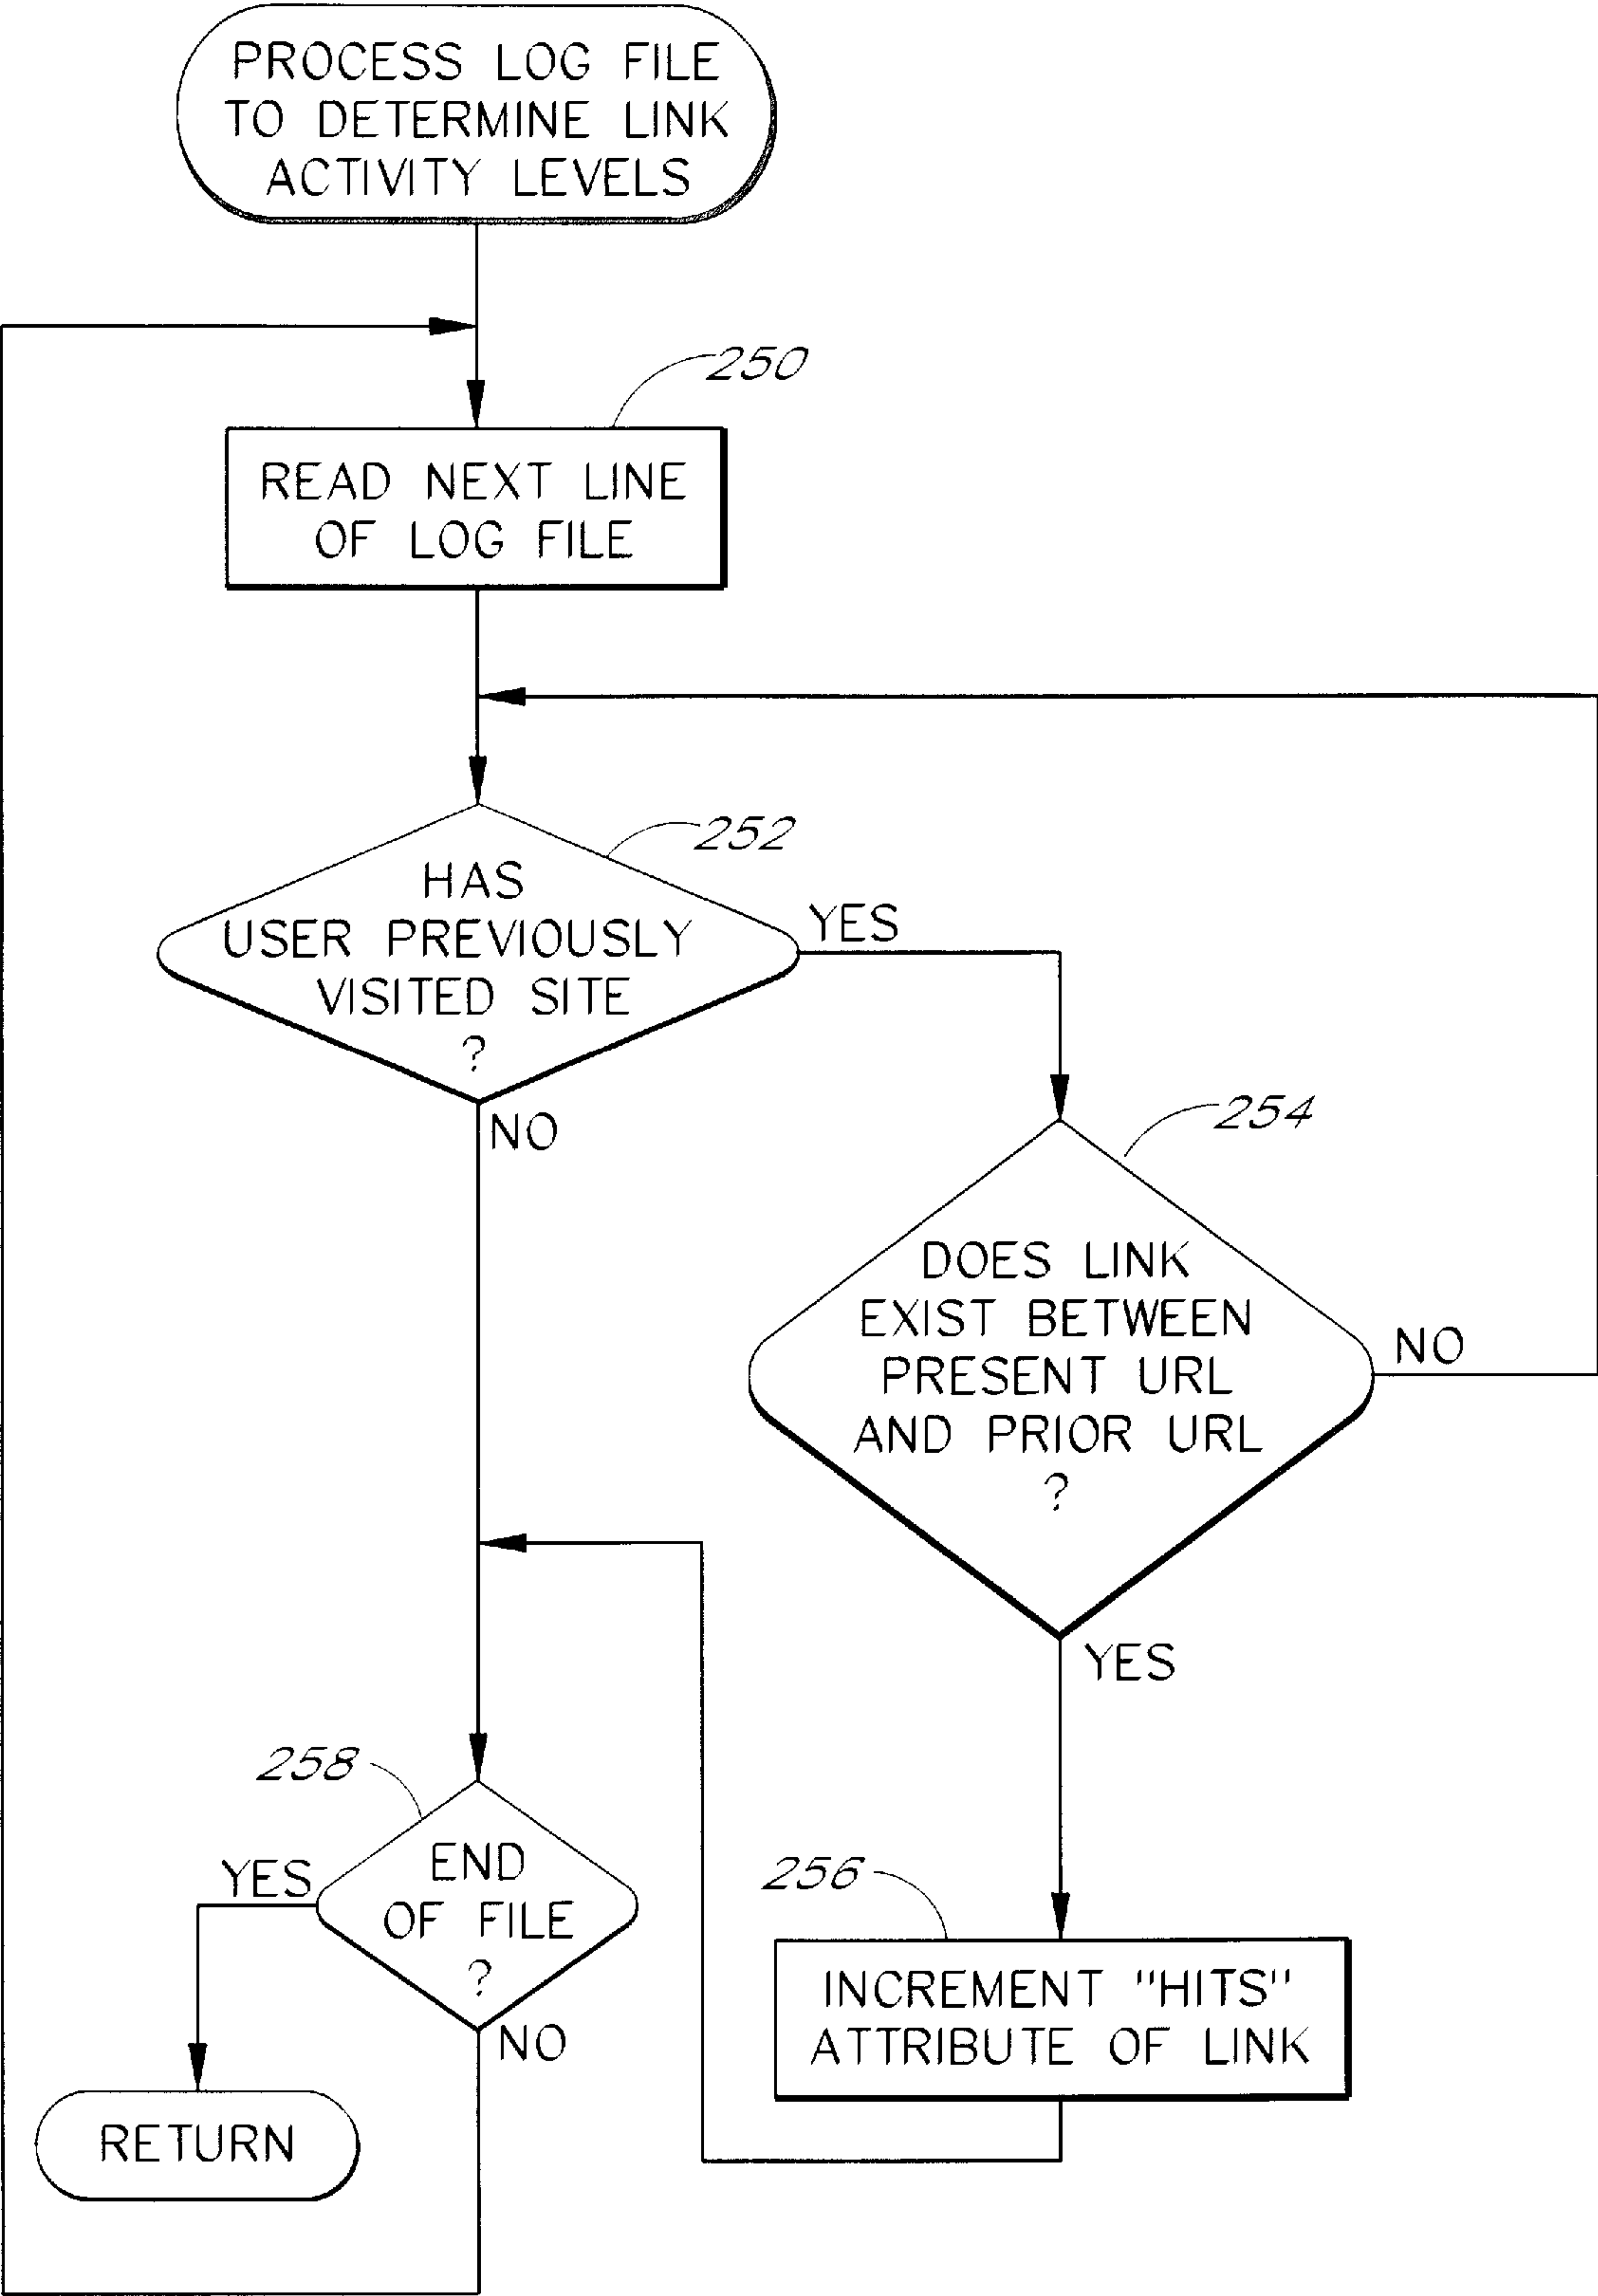 PROCESS LOG FILE
TO DETERMINE LINK
ACTIVITY LEVELS
250
READ NEXT LINE
OF LOG FILE
252
HAS
USER PREVIOUSLY
VISITED SITE
?
YES
NO
254
DOES LINK
EXIST BETWEEN
PRESENT URL
AND PRIOR URL
?
NO
YES
258
END
OF FILE
?
YES
NO
256
INCREMENT "HITS"
ATTRIBUTE OF LINK
RETURN